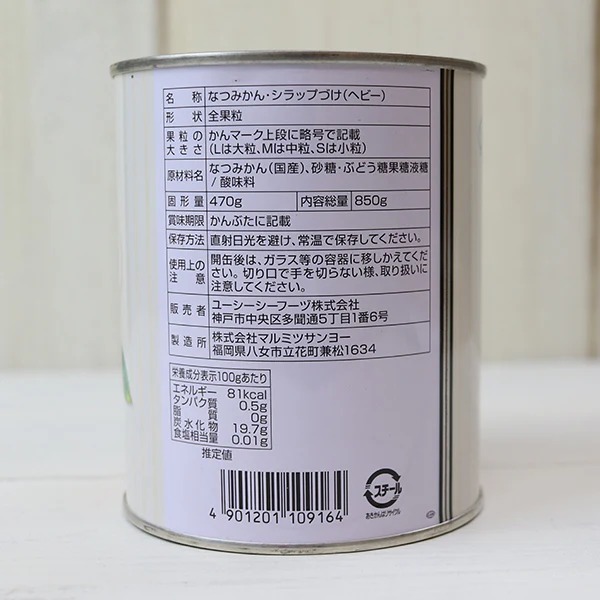 名称 なつみかん・シラップづけ(ヘビー)
形状 全果粒
果粒の大きさ かんマーク上段に略号で記載
(Lは大粒、Mは中粒、Sは小粒)
原材料名 なつみかん(国産)、砂糖・ぶどう糖果糖液糖
/酸味料
固形量 470g 内容総量 850g
賞味期限 かんぶたに記載
保存方法 直射日光を避け、常温で保存してください。
使用上の注意 開缶後は、ガラス等の容器に移しかえてくだ
さい。切り口で手を切らない様、取り扱いに
注意してください。
販売者 ユーシーシーフーヅ株式会社
神戸市中央区多聞通5丁目1番6号
製造所 株式会社マルミツサンヨー
福岡県八女市立花町兼松1634
栄養成分表示100gあたり
エネルギー 81kcal
タンパク質 0.5g
脂質 0g
炭水化物 19.7g
食塩相当量 0.01g
推定値
4 901201 109164
スチール
あきかんはリサイクル